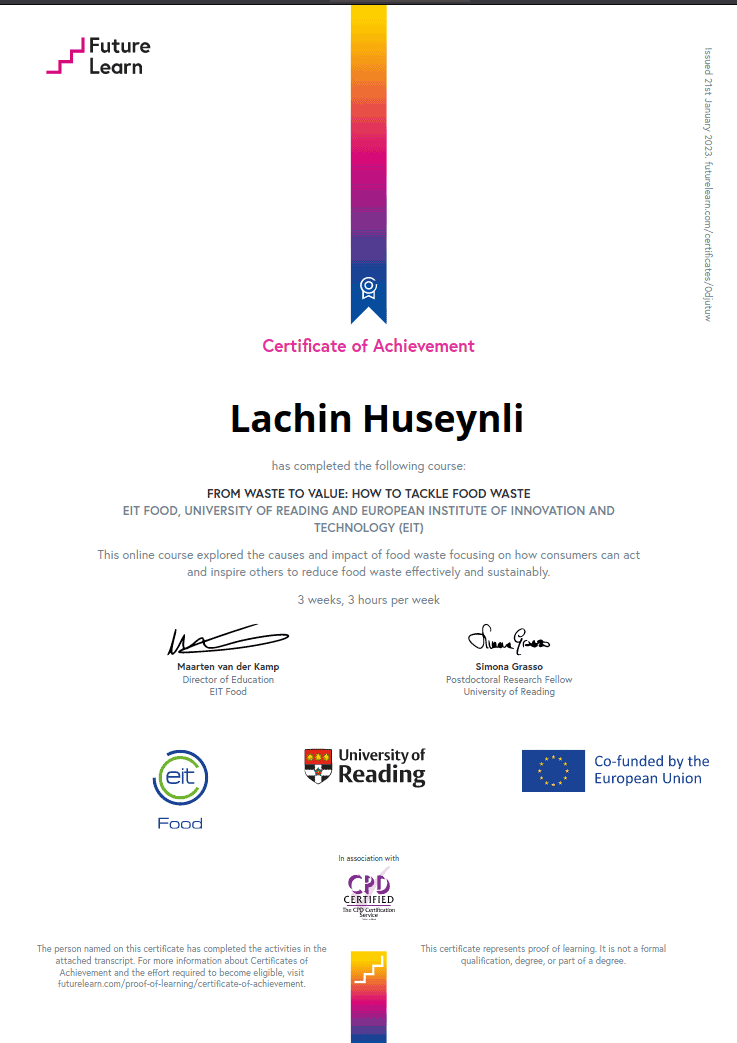 Future
Learn
Issued 21st January 2023. futurelearn.com/certificates/0djutuw
Certificate of Achievement
Lachin Huseynli
has completed the following course:
FROM WASTE TO VALUE: HOW TO TACKLE FOOD WASTE
EIT FOOD, UNIVERSITY OF READING AND EUROPEAN INSTITUTE OF INNOVATION AND
TECHNOLOGY (EIT)
This online course explored the causes and impact of food waste focusing on how consumers can act
and inspire others to reduce food waste effectively and sustainably.
3 weeks, 3 hours per week
Simona Grasso
Maarten van der Kamp
Director of Education
EIT Food
Simona Grasso
Postdoctoral Research Fellow
University of Reading
eit
Food
University of
Reading
Co-funded by the
European Union
In association with
CPD
CERTIFIED
The CPD Certification
Service
The person named on this certificate has completed the activities in the
attached transcript. For more information about Certificates of
Achievement and the effort required to become eligible, visit
futurelearn.com/proof-of-learning/certificate-of-achievement.
This certificate represents proof of learning. It is not a formal
qualification, degree, or part of a degree.